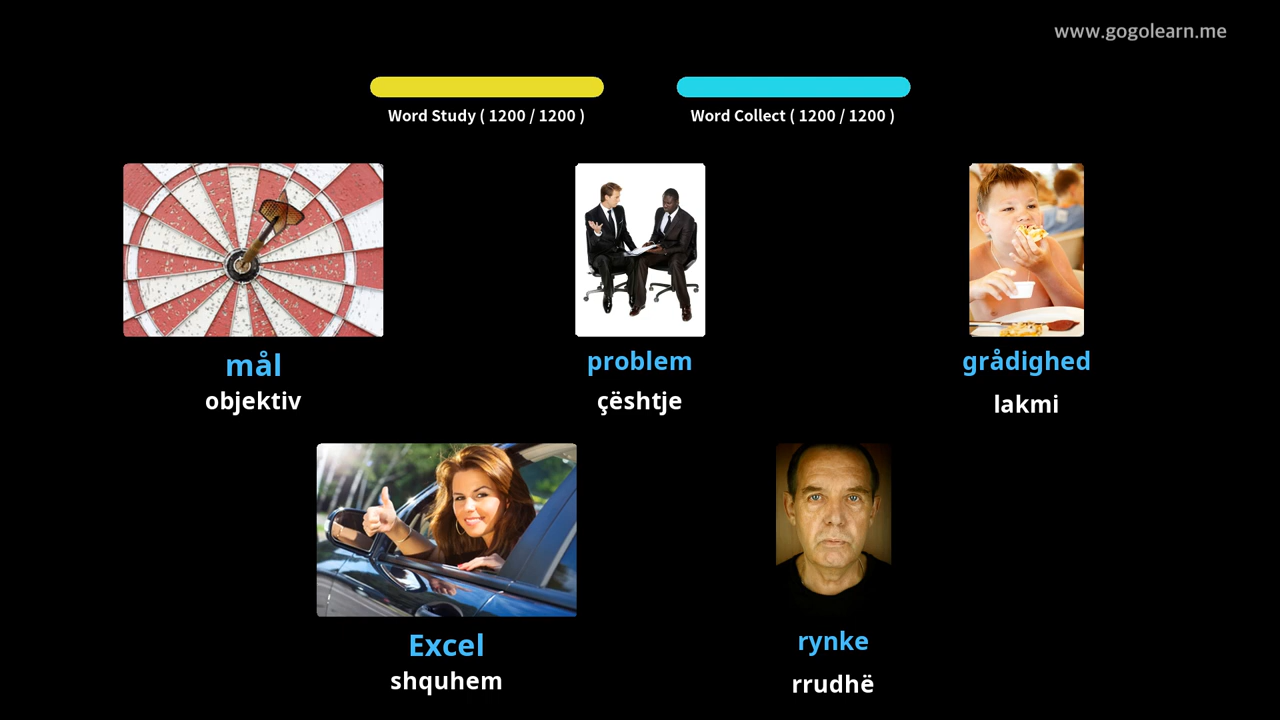 www.gogolearn.me
Word Study ( 1200 / 1200 )
Word Collect ( 1200 / 1200 )
mål
objektiv
problem
çështje
grådighed
lakmi
Excel
shquhem
rynke
rrudhë